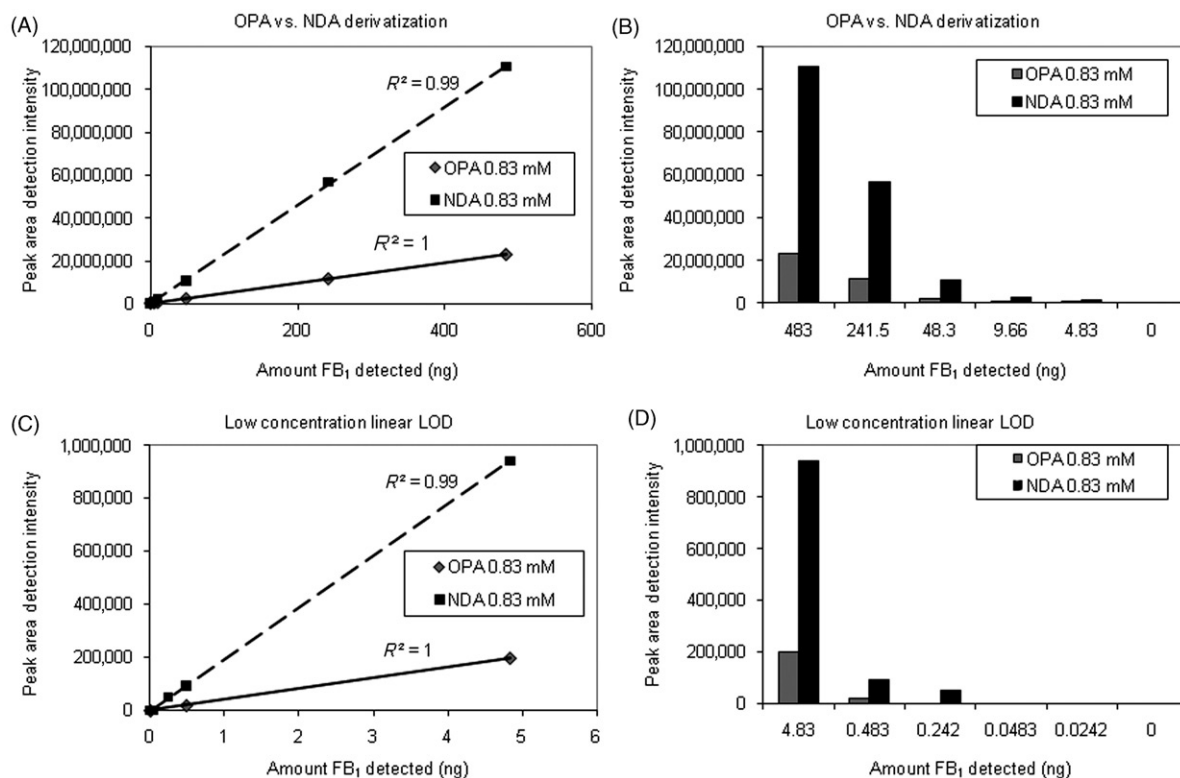 (A)
OPA vs. NDA derivatization
Peak area detection intensity
120,000,000
100,000,000
80,000,000
60,000,000
40,000,000
20,000,000
0
R² = 0.99
R² = 1
OPA 0.83 mM
NDA 0.83 mM
0 200 400 600
Amount FB₁ detected (ng)
(B)
OPA vs. NDA derivatization
Peak area detection intensity
120,000,000
100,000,000
80,000,000
60,000,000
40,000,000
20,000,000
0
OPA 0.83 mM
NDA 0.83 mM
483 241.5 48.3 9.66 4.83 0
Amount FB₁ detected (ng)
(C)
Low concentration linear LOD
Peak area detection intensity
1,000,000
800,000
600,000
400,000
200,000
0
R² = 0.99
R² = 1
OPA 0.83 mM
NDA 0.83 mM
0 1 2 3 4 5 6
Amount FB₁ detected (ng)
(D)
Low concentration linear LOD
Peak area detection intensity
1,000,000
800,000
600,000
400,000
200,000
0
OPA 0.83 mM
NDA 0.83 mM
4.83 0.483 0.242 0.0483 0.0242 0
Amount FB₁ detected (ng)